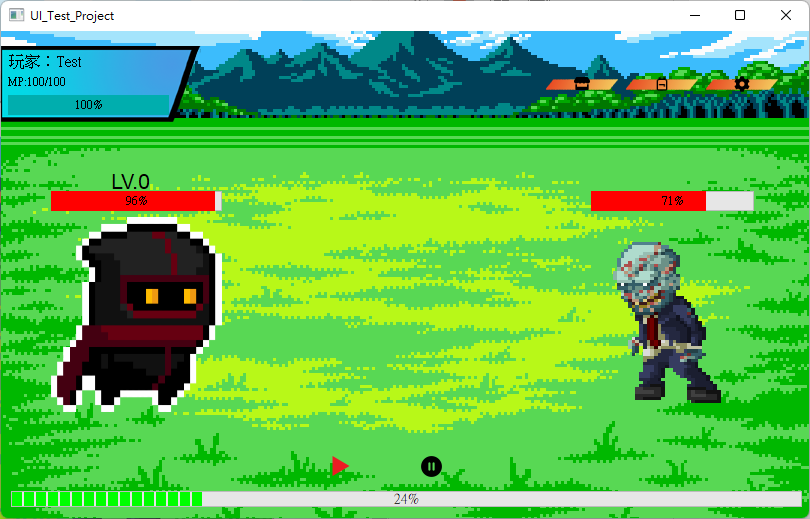 UI_Test_Project
玩家：Test
MP:100/100
100%
LV.0
96%
71%
24%